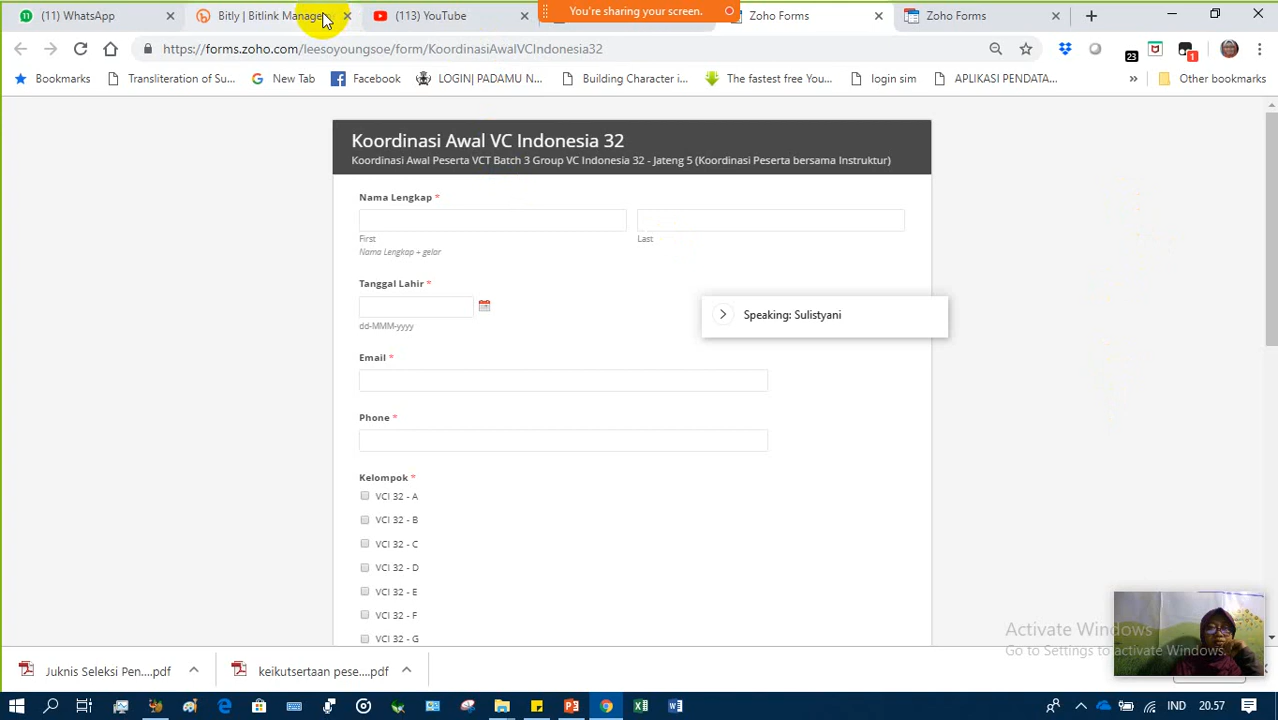 (11) WhatsApp
Bitly | Bitlink Manage
(113) YouTube
You're sharing your screen.
Zoho Forms
Zoho Forms
https://forms.zoho.com/leesoyoungsoe/form/KoordinasiAwalVCIndonesia32
23
1
Bookmarks
Transliteration of Su...
New Tab
Facebook
LOGIN| PADAMU N...
Building Character i...
The fastest free You...
login sim
APLIKASI PENDATA...
»
Other bookmarks
Koordinasi Awal VC Indonesia 32
Koordinasi Awal Peserta VCT Batch 3 Group VC Indonesia 32 - Jateng 5 (Koordinasi Peserta bersama Instruktur)
Nama Lengkap *
First
Last
Nama Lengkap + gelar
Tanggal Lahir *
dd-MMM-yyyy
Speaking: Sulistyani
Email *
Phone *
Kelompok *
VCI 32 - A
VCI 32 - B
VCI 32 - C
VCI 32 - D
VCI 32 - E
VCI 32 - F
VCI 32 - G
Activate Windows
Go to Settings to activate Windows.
Juknis Seleksi Pen....pdf
keikutsertaan pese....pdf
IND
20.57